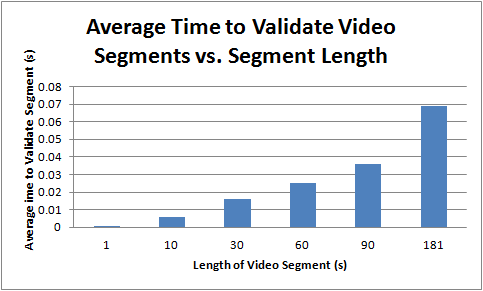 Average Time to Validate Video
Segments vs. Segment Length
Average ime to Validate Segment (s)
0.08
0.07
0.06
0.05
0.04
0.03
0.02
0.01
0
1 10 30 60 90 181
Length of Video Segment (s)